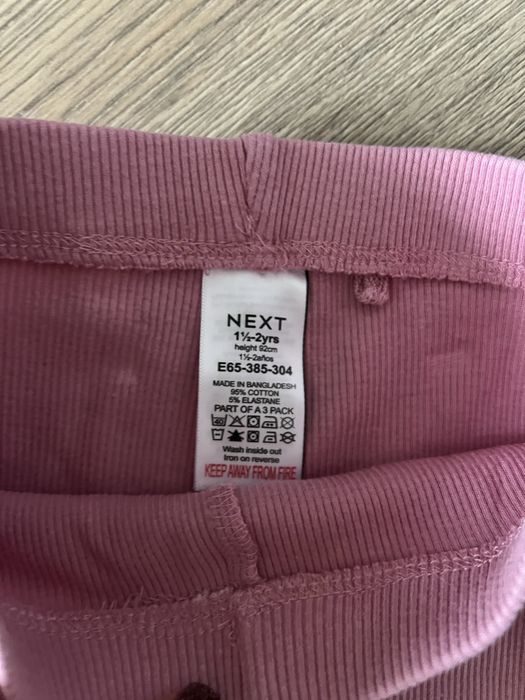 NEXT
1½-2yrs
height 92cm
1½-2años
E65-385-304
MADE IN BANGLADESH
95% COTTON
5% ELASTANE
PART OF A 3 PACK
40
Wash inside out
Iron on reverse
KEEP AWAY FROM FIRE